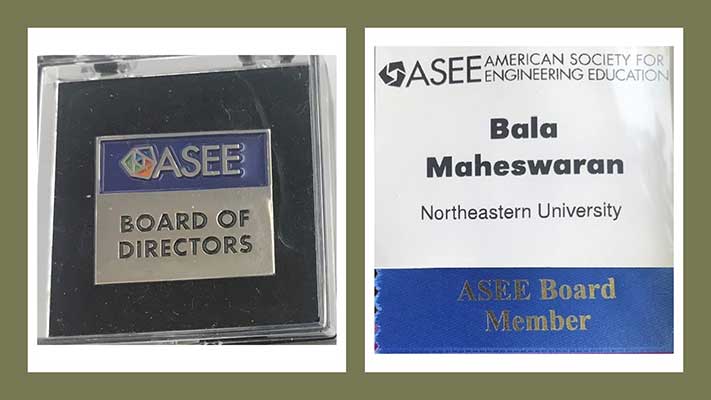 ASEE
BOARD OF
DIRECTORS
ASEE AMERICAN SOCIETY FOR
ENGINEERING EDUCATION
Bala
Maheswaran
Northeastern University
ASEE Board
Member